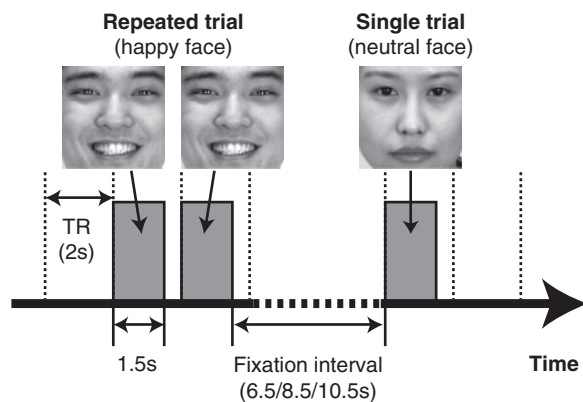 Repeated trial
(happy face)
Single trial
(neutral face)
TR
(2s)
1.5s
Fixation interval
(6.5/8.5/10.5s)
Time